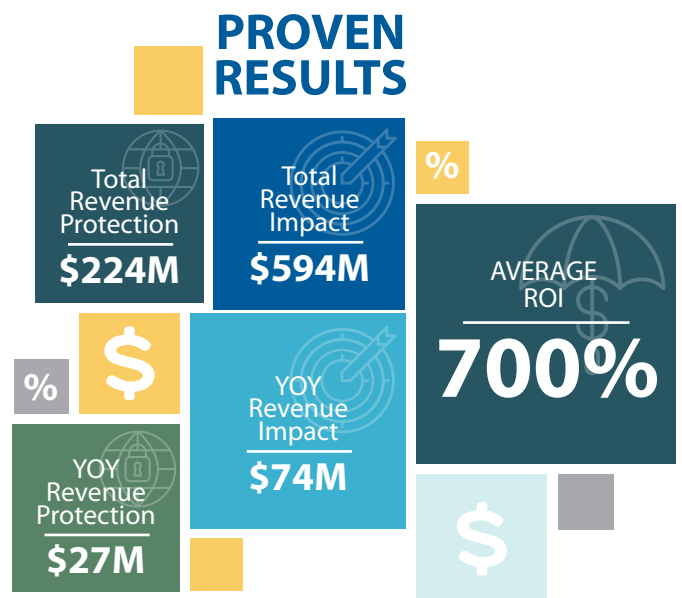 PROVEN
RESULTS
Total
Revenue
Protection
$224M
Total
Revenue
Impact
$594M
%
AVERAGE
ROI
700%
$
%
YOY
Revenue
Impact
$74M
YOY
Revenue
Protection
$27M
$